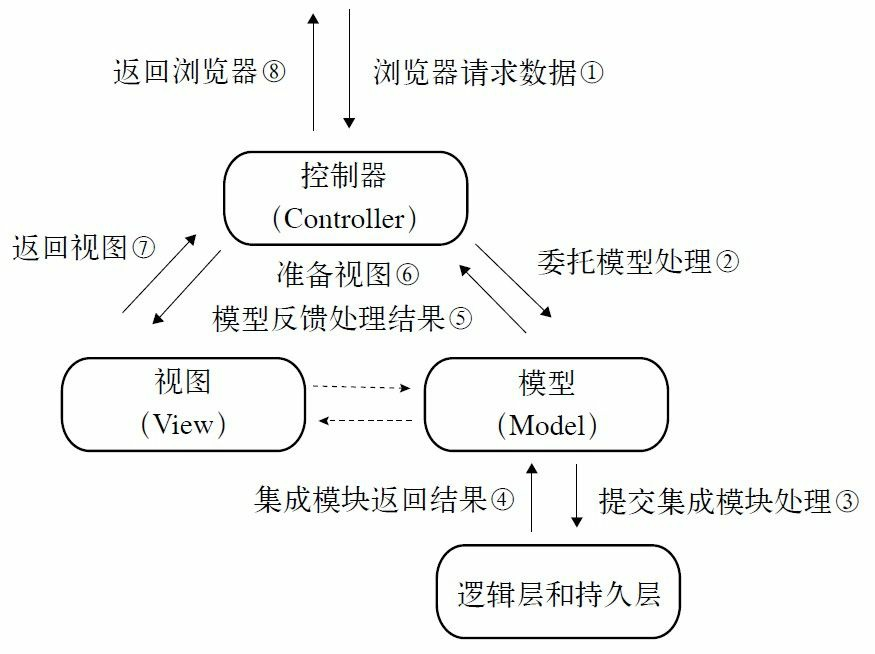 返回浏览器⑧
浏览器请求数据①
控制器
（Controller）
返回视图⑦
准备视图⑥
委托模型处理②
模型反馈处理结果⑤
视图
（View）
模型
（Model）
集成模块返回结果④
提交集成模块处理③
逻辑层和持久层